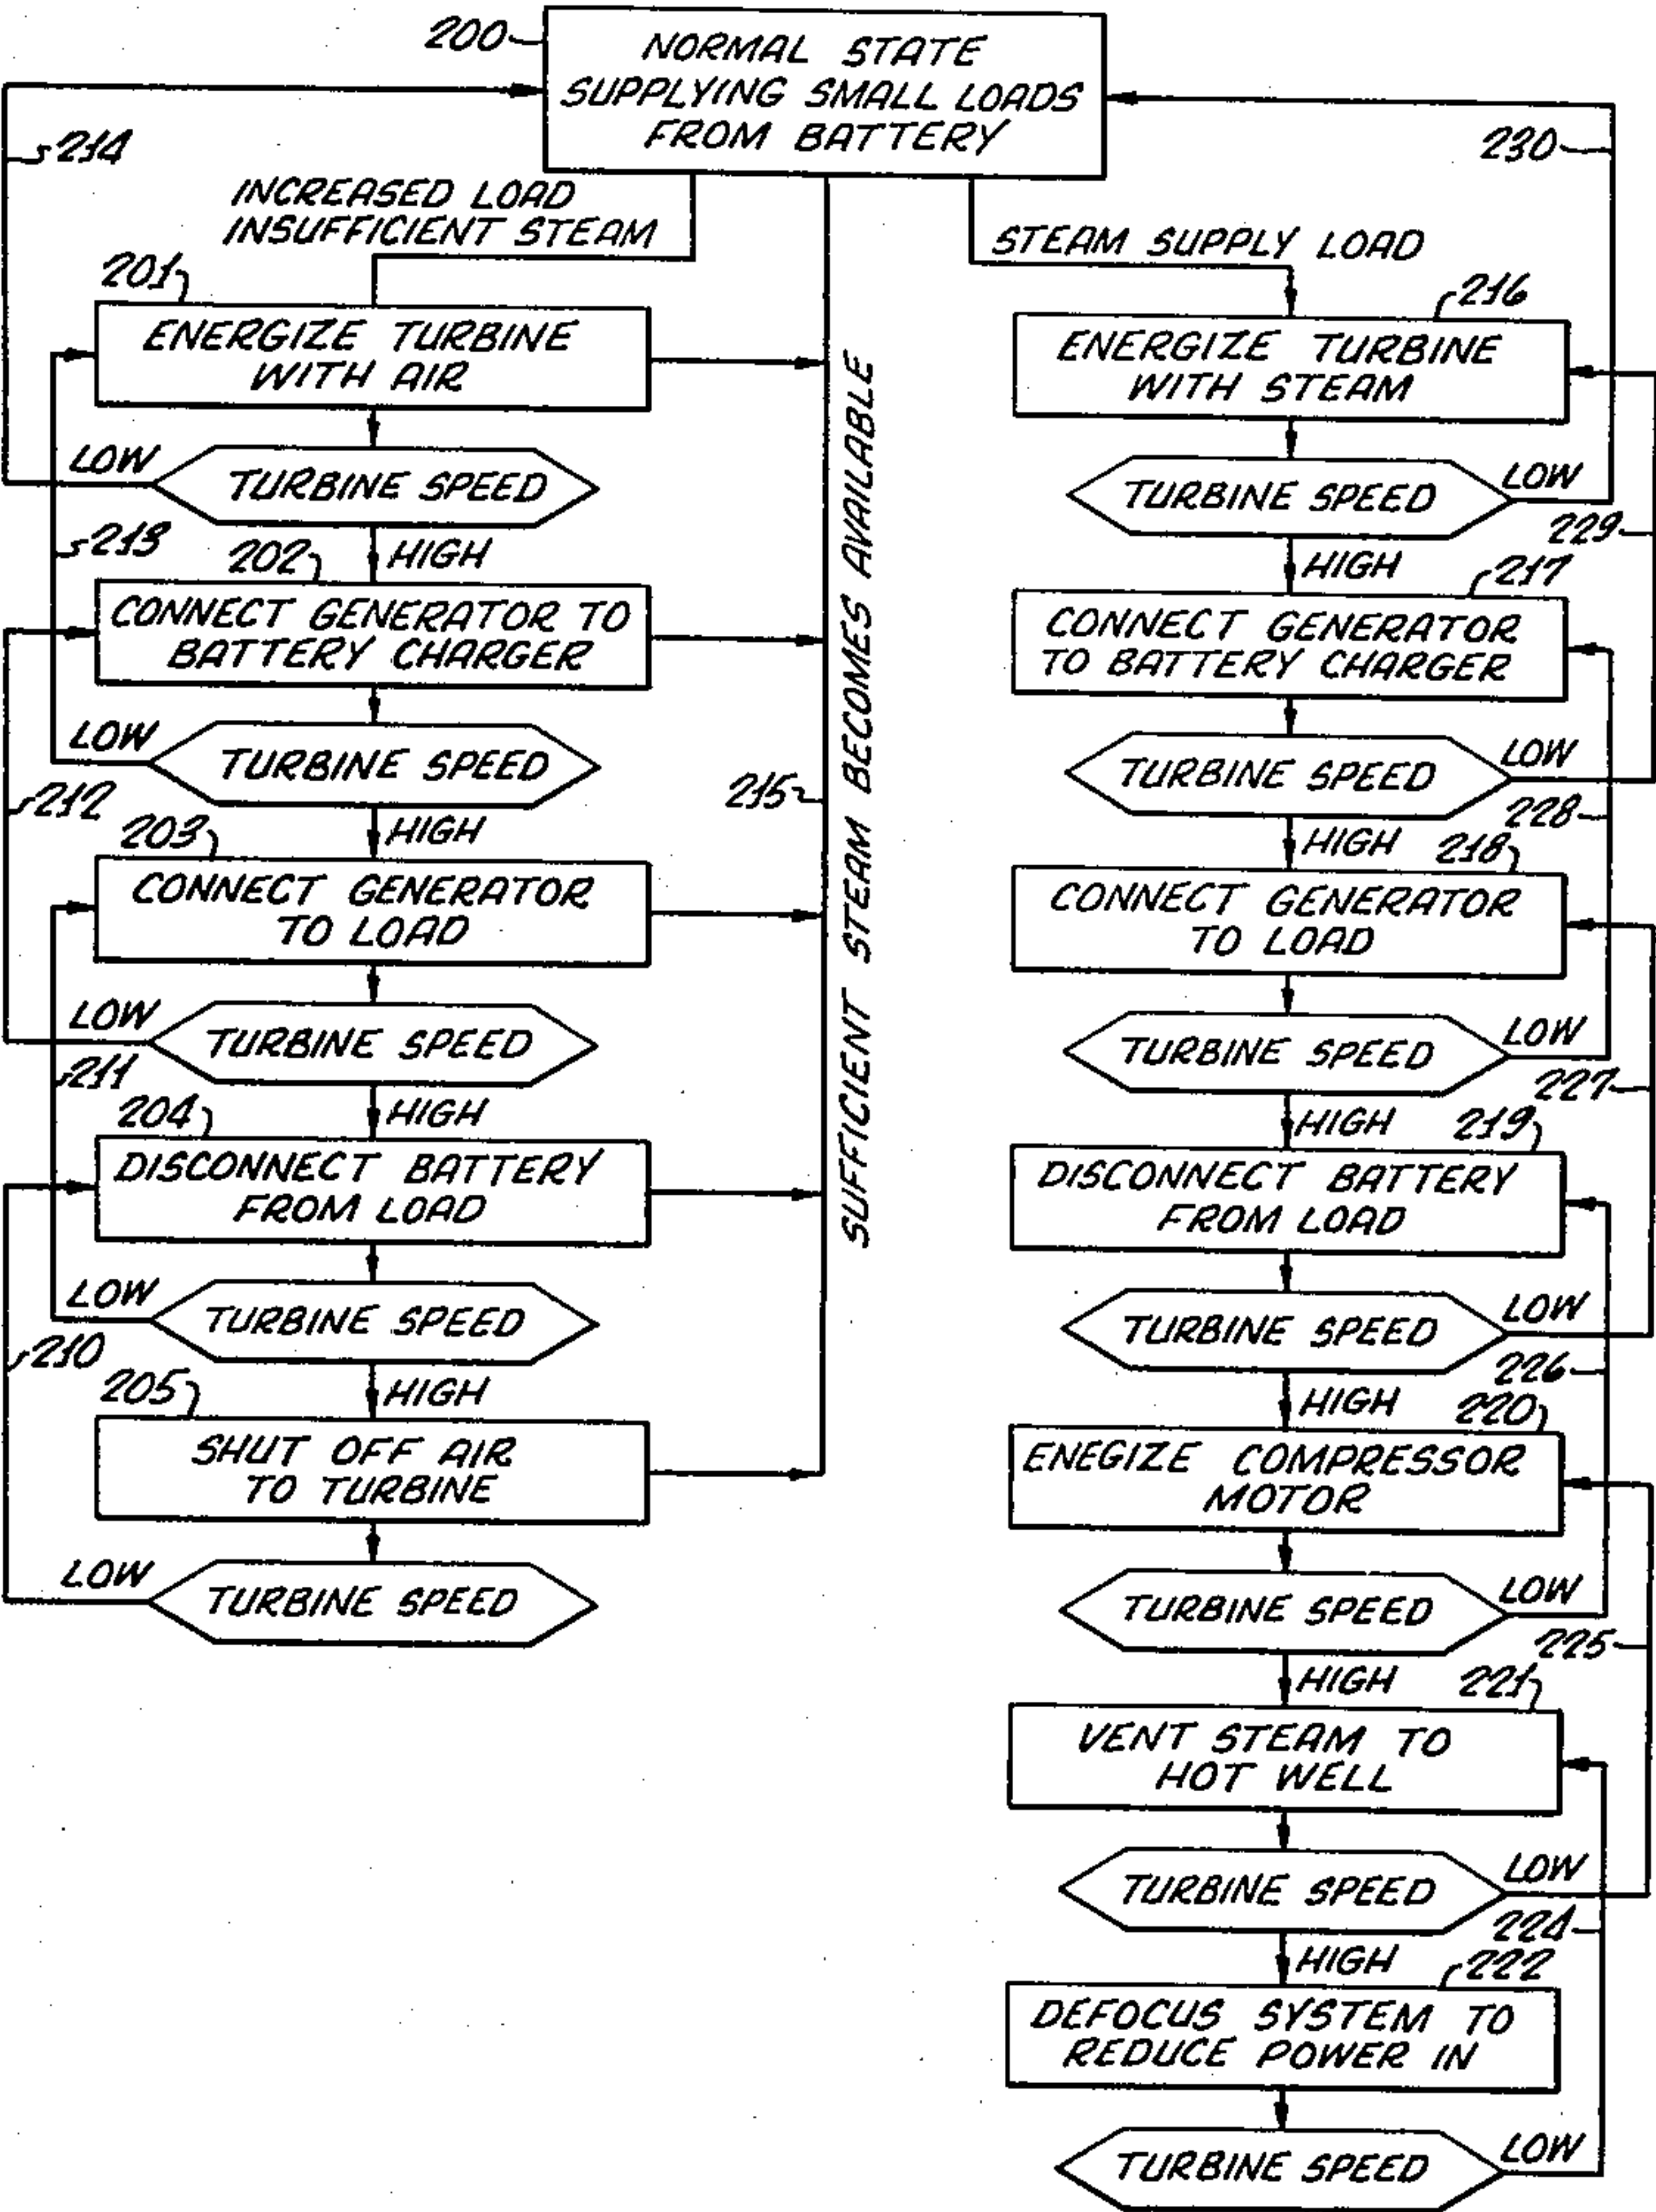 200
NORMAL STATE
SUPPLYING SMALL LOADS
FROM BATTERY
214
230
INCREASED LOAD
INSUFFICIENT STEAM
STEAM SUPPLY LOAD
201
ENERGIZE TURBINE
WITH AIR
LOW
TURBINE SPEED
HIGH
213
202
CONNECT GENERATOR TO
BATTERY CHARGER
LOW
TURBINE SPEED
HIGH
212
203
CONNECT GENERATOR
TO LOAD
LOW
TURBINE SPEED
HIGH
211
204
DISCONNECT BATTERY
FROM LOAD
LOW
TURBINE SPEED
HIGH
210
205
SHUT OFF AIR
TO TURBINE
LOW
TURBINE SPEED
215
SUFFICIENT STEAM BECOMES AVAILABLE
216
ENERGIZE TURBINE
WITH STEAM
TURBINE SPEED
LOW
229
HIGH
217
CONNECT GENERATOR
TO BATTERY CHARGER
TURBINE SPEED
LOW
228
HIGH
218
CONNECT GENERATOR
TO LOAD
TURBINE SPEED
LOW
227
HIGH
219
DISCONNECT BATTERY
FROM LOAD
TURBINE SPEED
LOW
226
HIGH
220
ENEGIZE COMPRESSOR
MOTOR
TURBINE SPEED
LOW
225
HIGH
221
VENT STEAM TO
HOT WELL
TURBINE SPEED
LOW
224
HIGH
222
DEFOCUS SYSTEM TO
REDUCE POWER IN
TURBINE SPEED
LOW